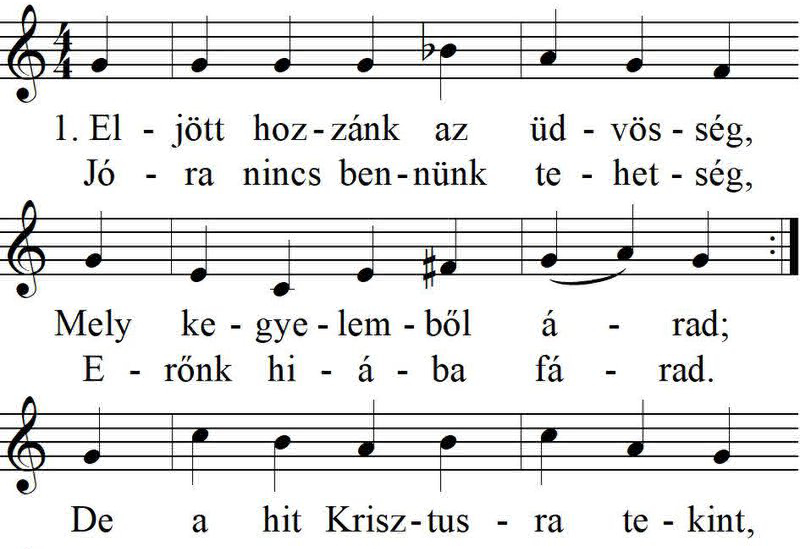 4
4
1. El - jött hoz - zánk az üd - vös - ség,
Jó - ra nincs ben - nünk te - het - ség,
Mely ke - gye - lem - ből á - rad;
E - rőnk hi - á - ba fá - rad.
De a hit Krisz - tus - ra te - kint,